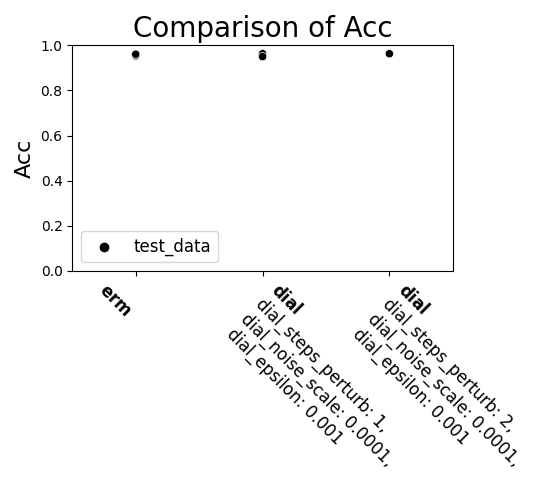 Comparison of Acc
Acc
1.0
0.8
0.6
0.4
0.2
0.0
test_data
erm
dial
dial_steps_perturb: 1,
dial_noise_scale: 0.0001,
dial_epsilon: 0.001
dial
dial_steps_perturb: 2,
dial_noise_scale: 0.0001,
dial_epsilon: 0.001